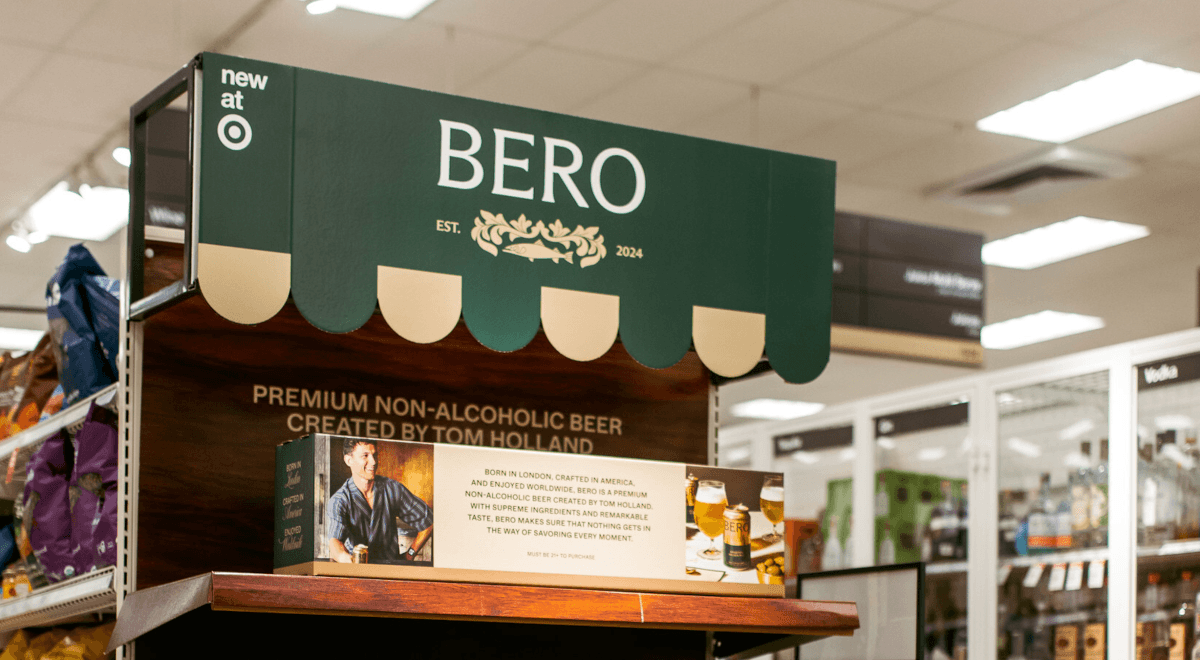 new
at
BERO
EST.
2024
PREMIUM NON-ALCOHOLIC BEER
CREATED BY TOM HOLLAND
BORN IN
London
CRAFTED IN
America
ENJOYED
Worldwide
BORN IN LONDON, CRAFTED IN AMERICA,
AND ENJOYED WORLDWIDE, BERO IS A PREMIUM
NON-ALCOHOLIC BEER CREATED BY TOM HOLLAND.
WITH SUPREME INGREDIENTS AND REMARKABLE
TASTE, BERO MAKES SURE THAT NOTHING GETS IN
THE WAY OF SAVORING EVERY MOMENT.
MUST BE 21+ TO PURCHASE
BERO
Wine
Vodka